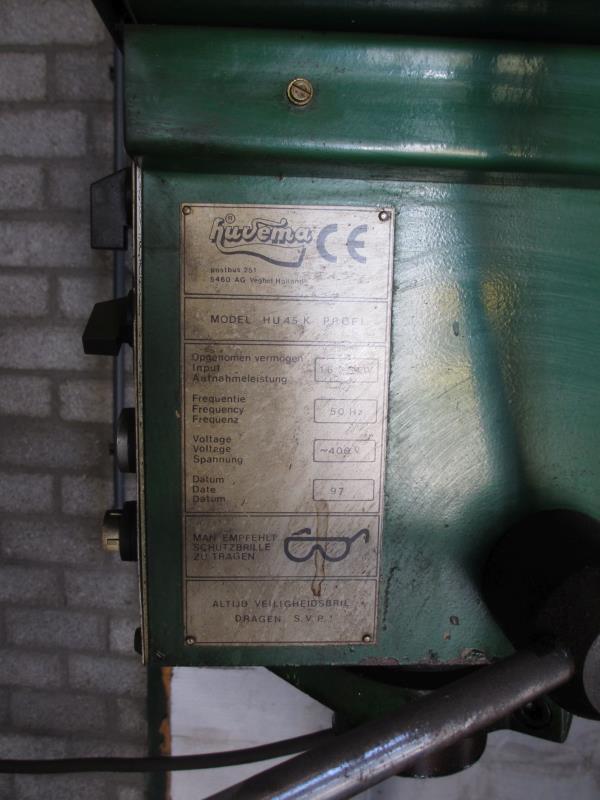 huvema ® CE
postbus 251
5460 AG Veghel Holland
MODEL HU 45 K PROFI
Opgenomen vermogen
Input
Aufnahmeleistung
Frequentie
Frequency 50 Hz
Frequenz
Voltage
Voltege ~400 V
Spannung
Datum
Date 97
Datum
MAN EMPFEHLT
SCHUTZBRILLE
ZU TRAGEN
ALTIJD VEILIGHEIDSBRIL
DRAGEN S.V.P.!